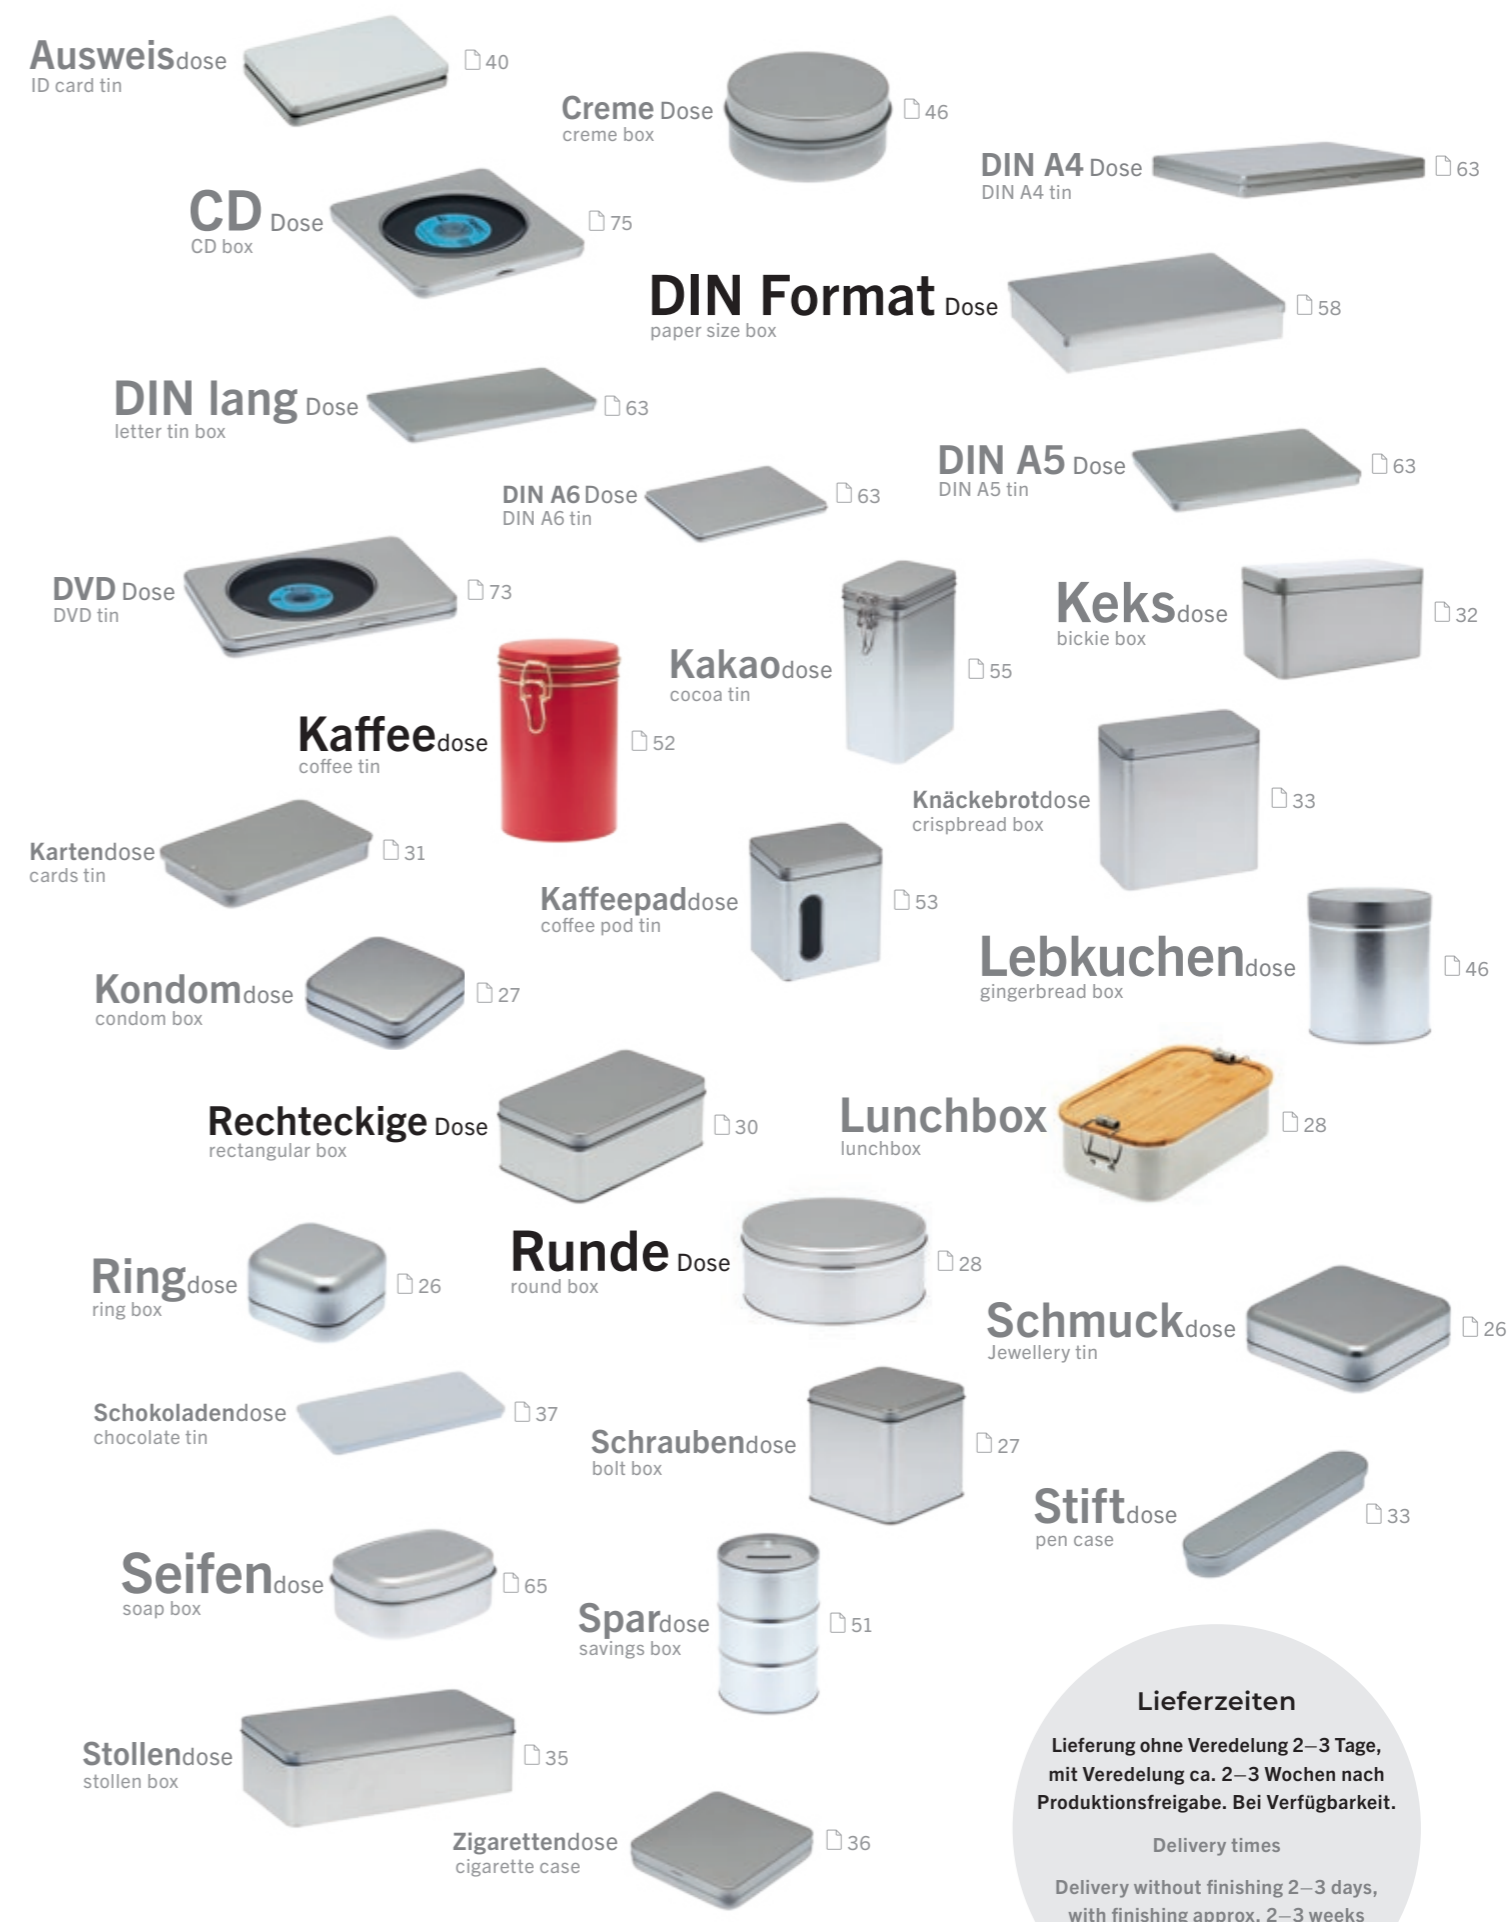 Ausweisdose
ID card tin
40
Creme Dose
creme box
46
DIN A4 Dose
DIN A4 tin
63
CD Dose
CD box
75
DIN Format Dose
paper size box
58
DIN lang Dose
letter tin box
63
DIN A5 Dose
DIN A5 tin
63
DIN A6 Dose
DIN A6 tin
63
DVD Dose
DVD tin
73
Keksdose
bickie box
32
Kakaodose
cocoa tin
55
Kaffeedose
coffee tin
52
Knäckebrotdose
crispbread box
33
Kartendose
cards tin
31
Kaffeepaddose
coffee pod tin
53
Lebkuchendose
gingerbread box
46
Kondomdose
condom box
27
Rechteckige Dose
rectangular box
30
Lunchbox
lunchbox
28
Runde Dose
round box
28
Ringdose
ring box
26
Schmuckdose
Jewellery tin
26
Schokoladendose
chocolate tin
37
Schraubendose
bolt box
27
Stiftdose
pen case
33
Seifendose
soap box
65
Spardose
savings box
51
Stollendose
stollen box
35
Zigarettendose
cigarette case
36
Lieferzeiten
Lieferung ohne Veredelung 2–3 Tage,
mit Veredelung ca. 2–3 Wochen nach
Produktionsfreigabe. Bei Verfügbarkeit.
Delivery times
Delivery without finishing 2–3 days,
with finishing approx. 2–3 weeks